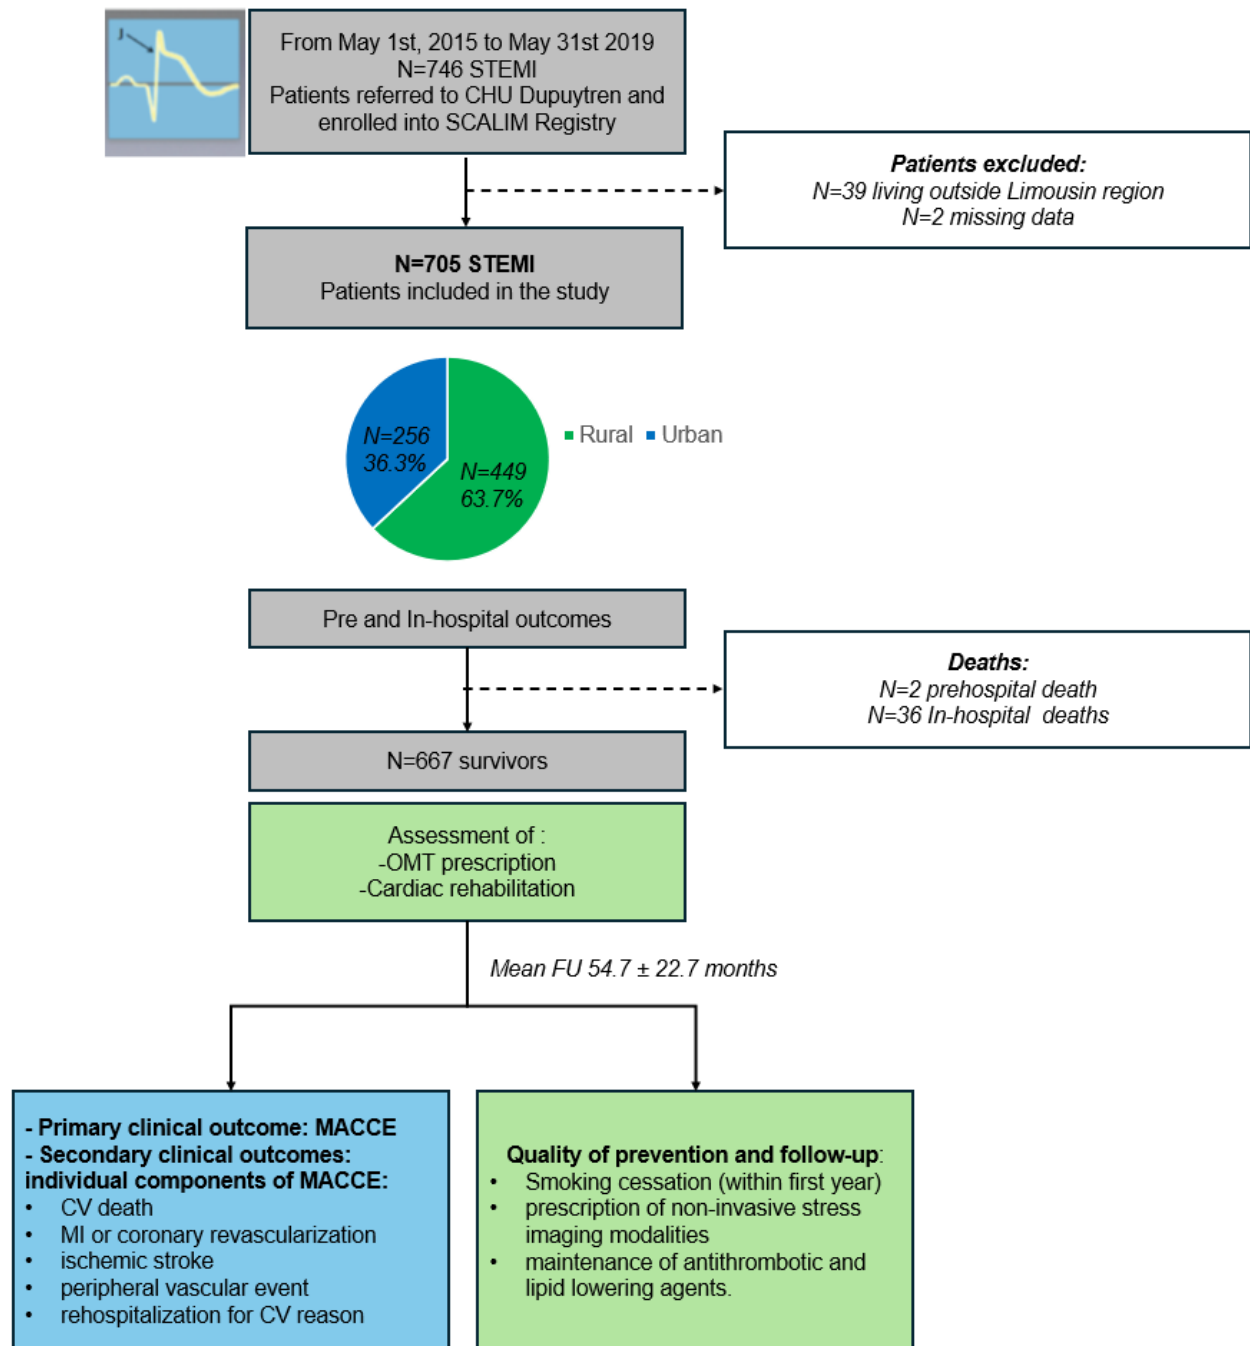 J
From May 1st, 2015 to May 31st 2019
N=746 STEMI
Patients referred to CHU Dupuytren and
enrolled into SCALIM Registry
Patients excluded:
N=39 living outside Limousin region
N=2 missing data
N=705 STEMI
Patients included in the study
N=256
36.3%
N=449
63.7%
Rural
Urban
Pre and In-hospital outcomes
Deaths:
N=2 prehospital death
N=36 In-hospital deaths
N=667 survivors
Assessment of :
-OMT prescription
-Cardiac rehabilitation
Mean FU 54.7 ± 22.7 months
- Primary clinical outcome: MACCE
- Secondary clinical outcomes:
individual components of MACCE:
• CV death
• MI or coronary revascularization
• ischemic stroke
• peripheral vascular event
• rehospitalization for CV reason
Quality of prevention and follow-up:
• Smoking cessation (within first year)
• prescription of non-invasive stress
imaging modalities
• maintenance of antithrombotic and
lipid lowering agents.